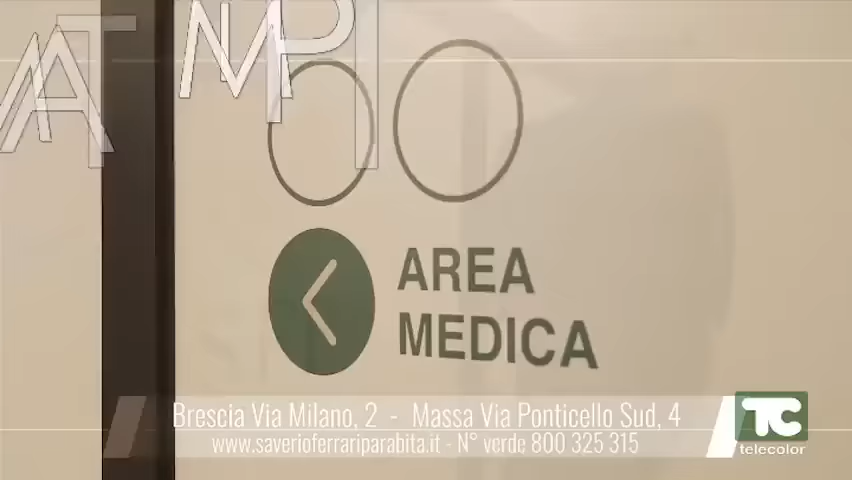 AREA
MEDICA
Brescia Via Milano, 2 - Massa Via Ponticello Sud, 4
www.saverioferrariparabita.it - N° verde 800 325 315
TC
telecolor